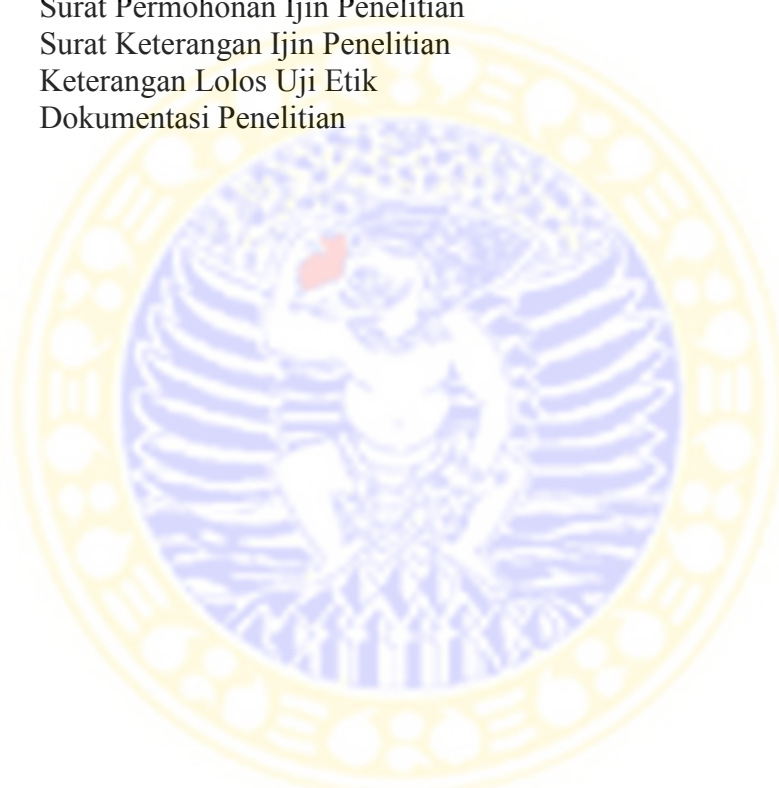 Surat Permohonan Ijin Penelitian
Surat Keterangan Ijin Penelitian
Keterangan Lolos Uji Etik
Dokumentasi Penelitian